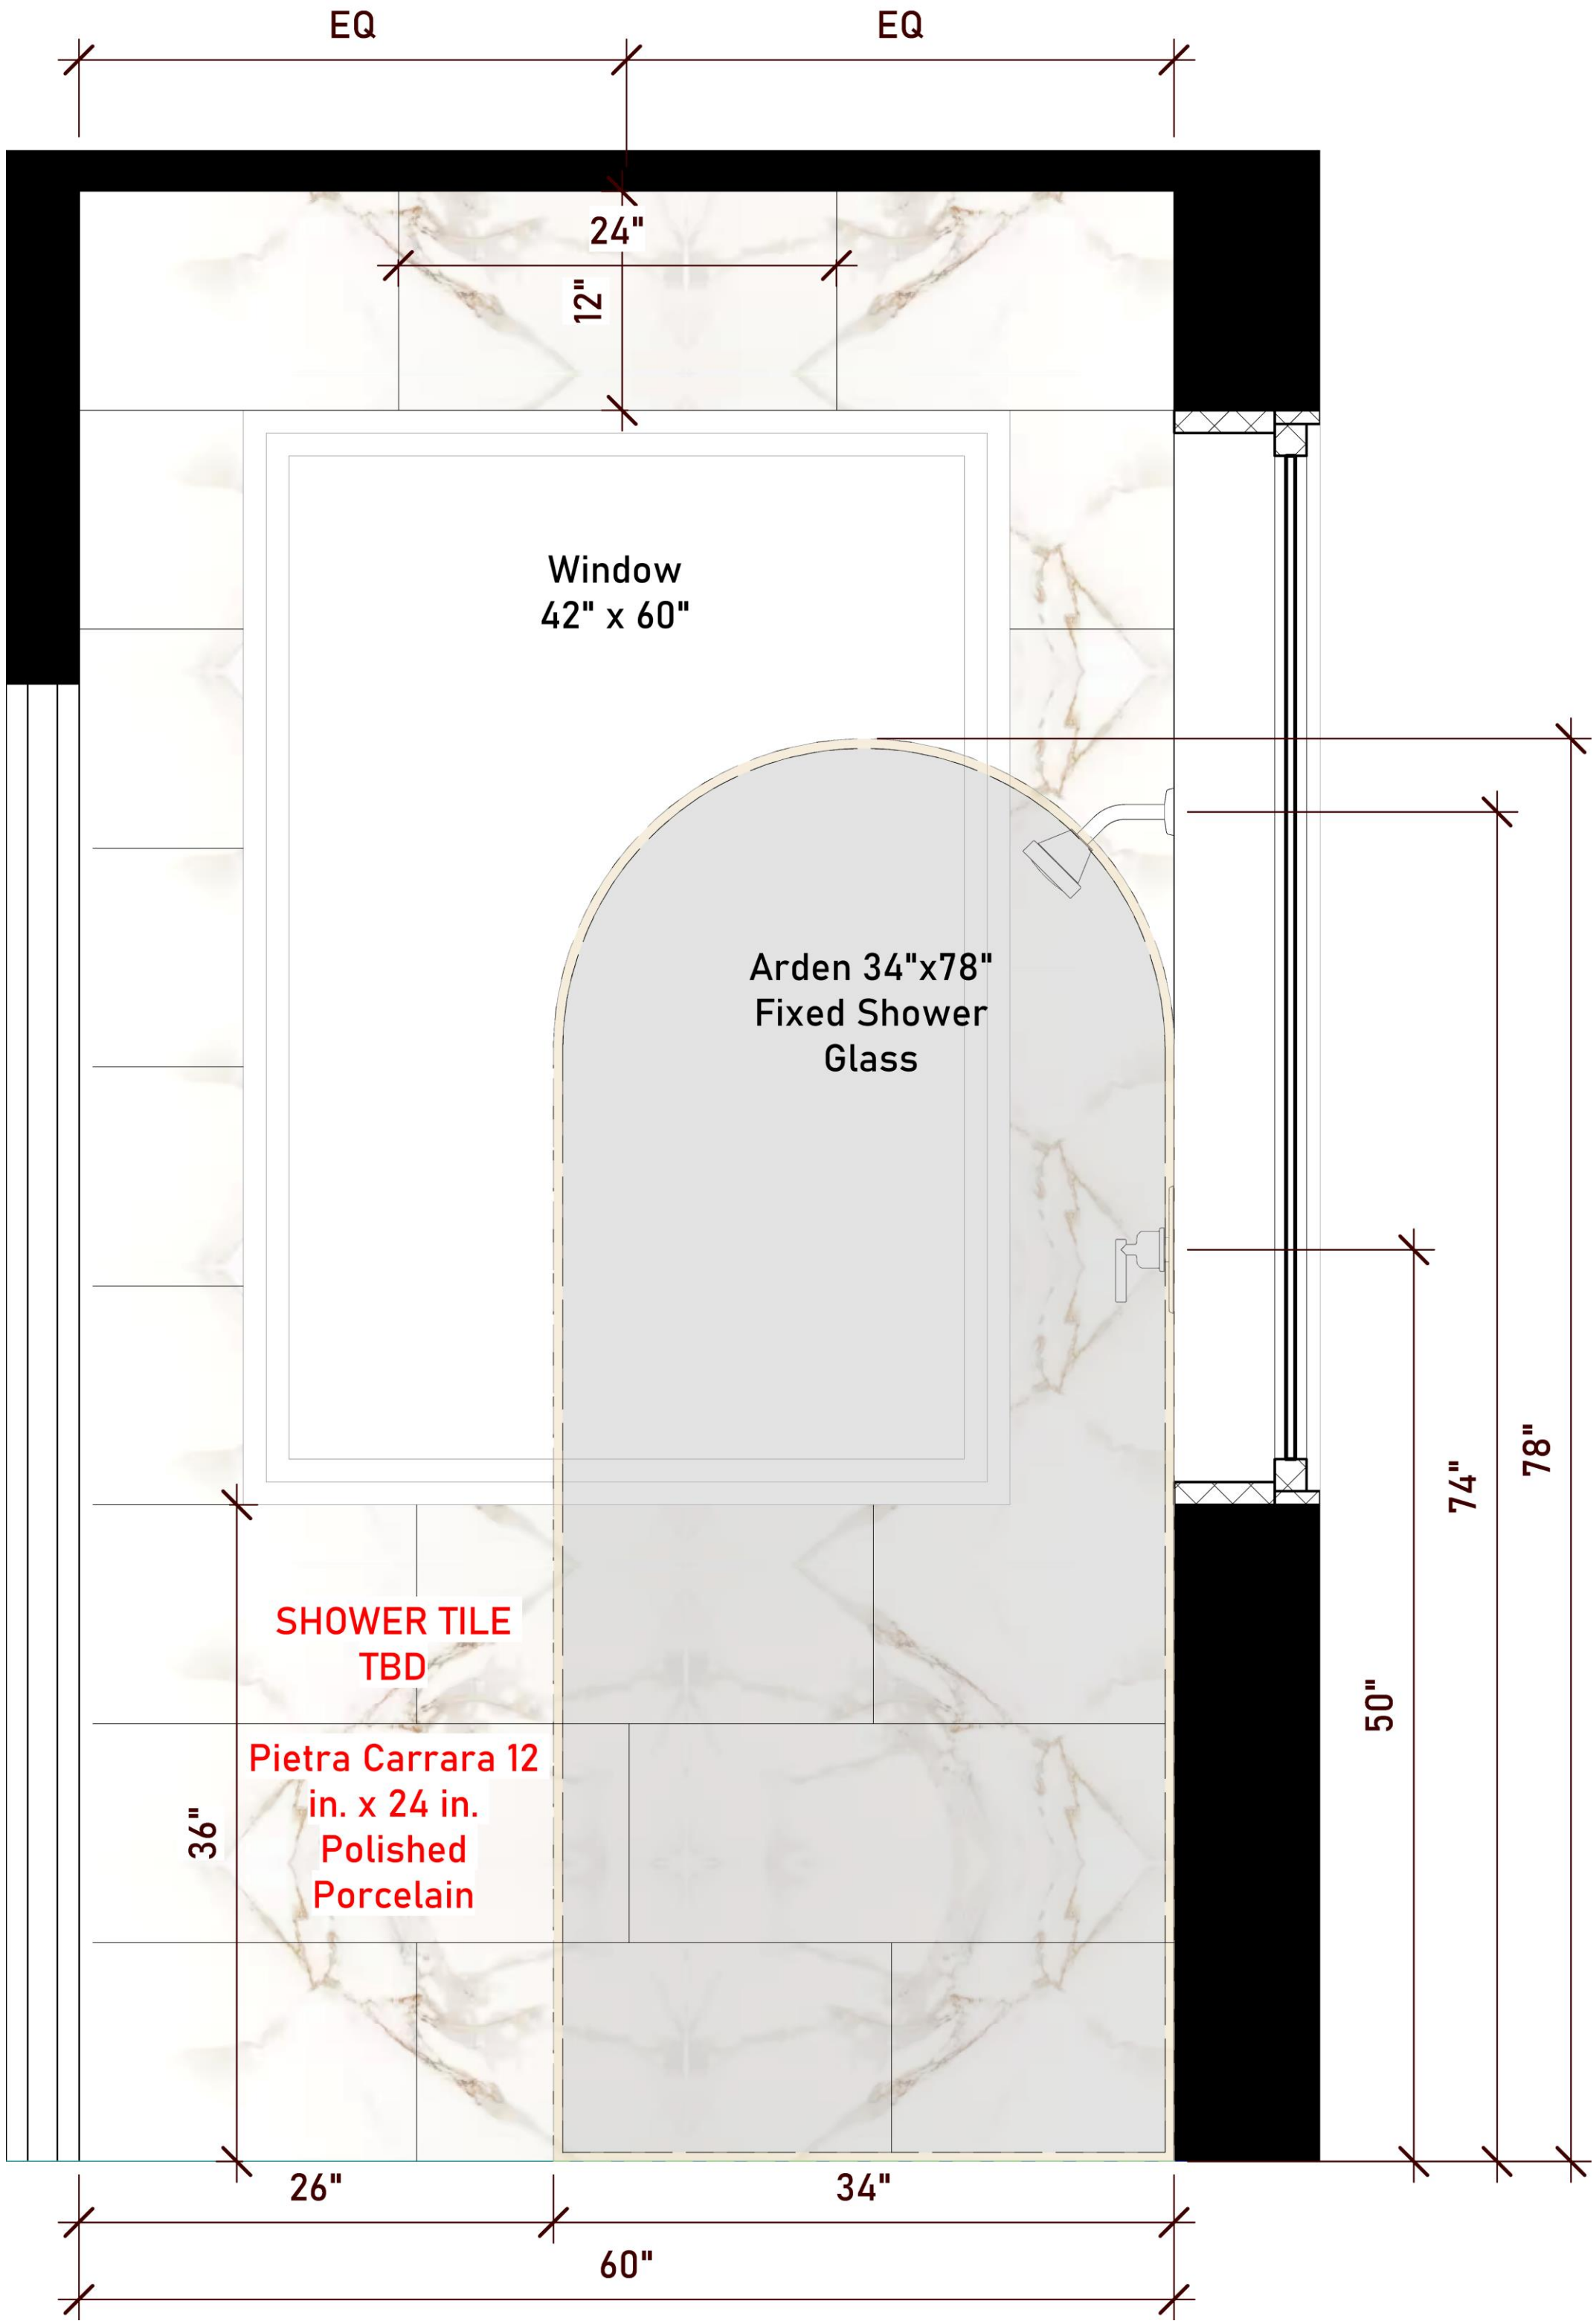 EQ
EQ
24"
12"
Window
42" x 60"
Arden 34"x78"
Fixed Shower
Glass
78"
74"
50"
SHOWER TILE
TBD
Pietra Carrara 12
in. x 24 in.
Polished
Porcelain
36"
26"
34"
60"